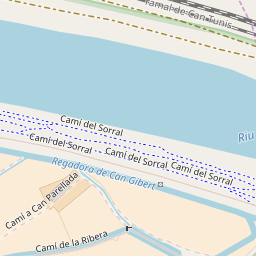 Ramal de Can Tunis
Camí del Sorral
Riu
Camí del Sorral
Camí del Sorral
Camí del Sorral
Regadora de Can Gibert
Camí a Can Parellada
Camí de la Ribera